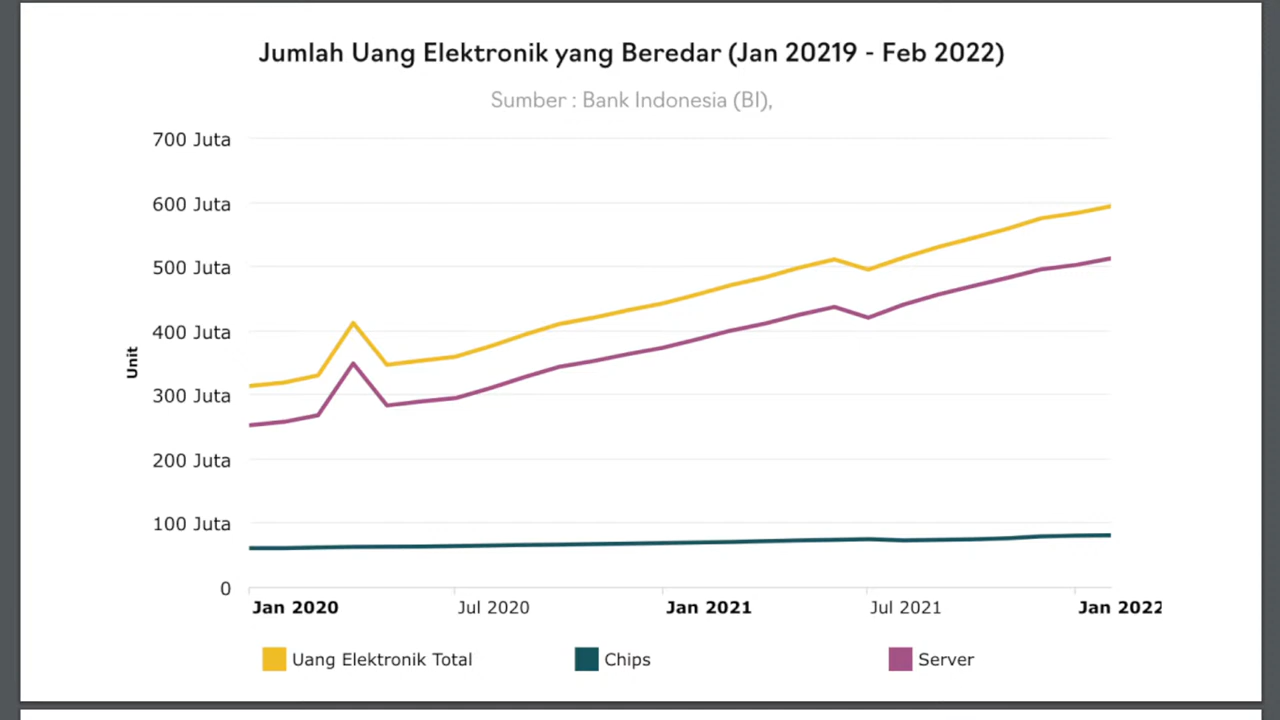 Jumlah Uang Elektronik yang Beredar (Jan 20219 - Feb 2022)
Sumber : Bank Indonesia (BI),
700 Juta
600 Juta
500 Juta
400 Juta
Unit
300 Juta
200 Juta
100 Juta
0
Jan 2020 Jul 2020 Jan 2021 Jul 2021 Jan 2022
Uang Elektronik Total Chips Server